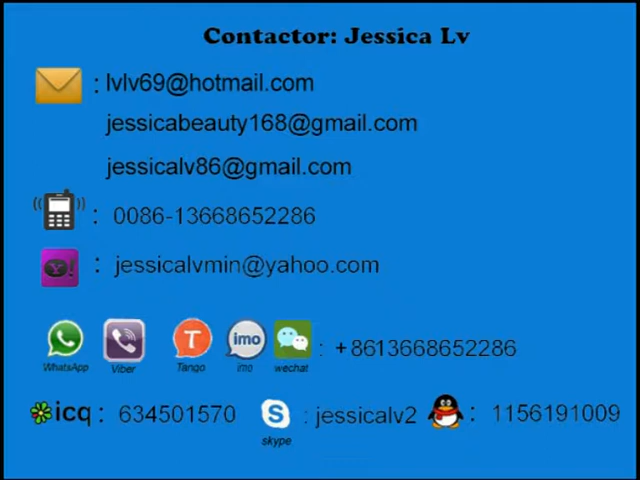 Contactor: Jessica Lv
: lvlv69@hotmail.com
jessicabeauty168@gmail.com
jessicalv86@gmail.com
: 0086-13668652286
Y! : jessicalvmin@yahoo.com
T imo : +8613668652286
WhatsApp Viber Tango imo wechat
icq : 634501570 S : jessicalv2 : 1156191009
skype